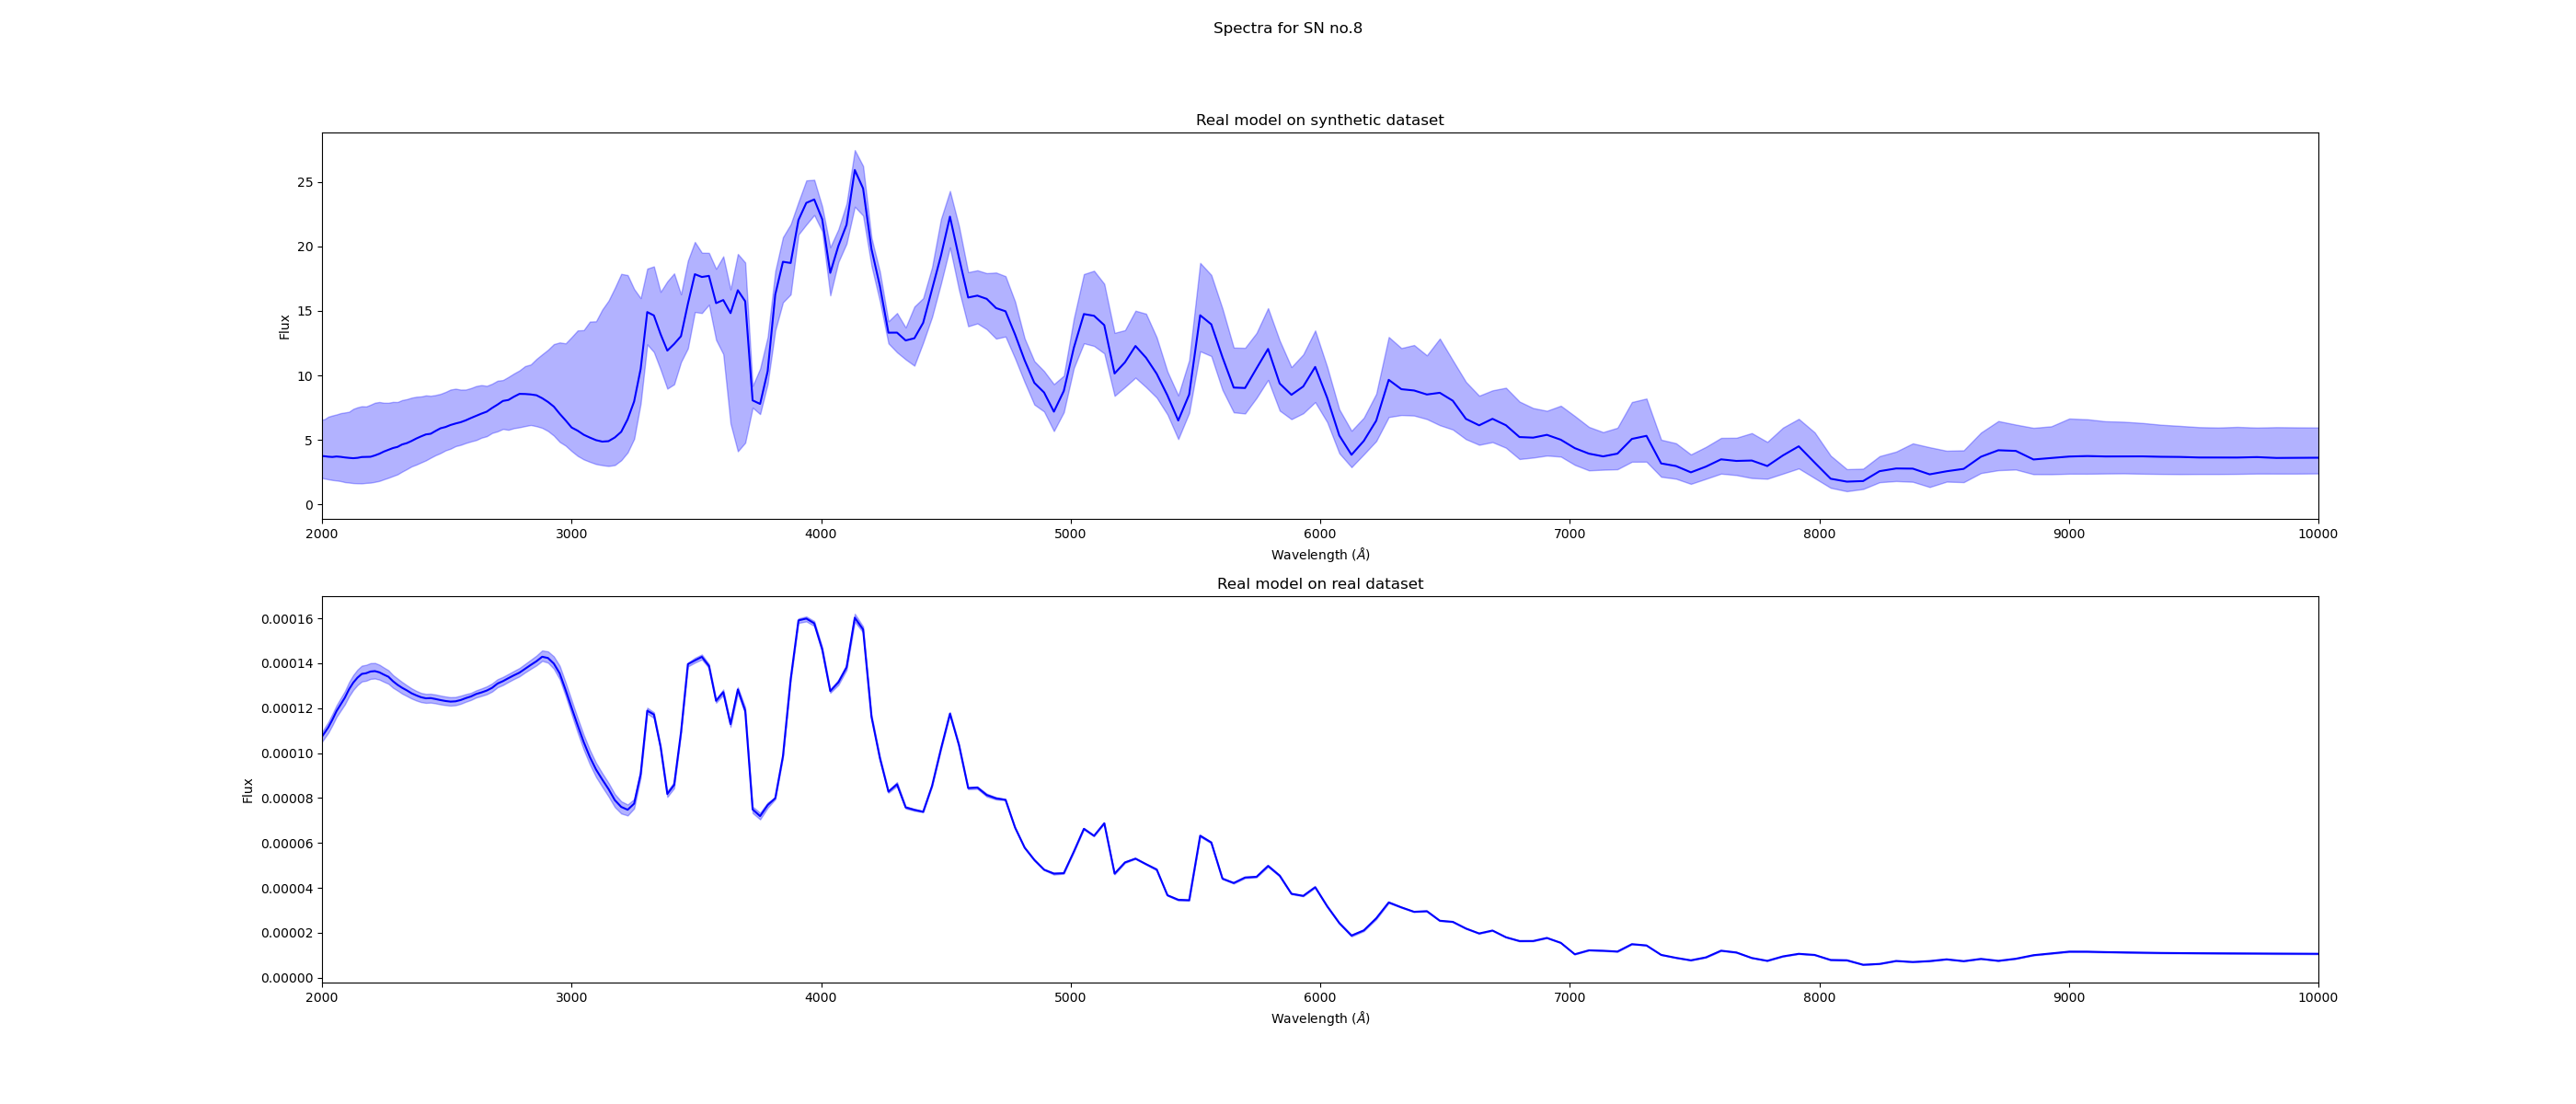 Spectra for SN no.8
Real model on synthetic dataset
Flux
25
20
15
10
5
0
2000 3000 4000 5000 6000 7000 8000 9000 10000
Wavelength (Å)
Real model on real dataset
Flux
0.00016
0.00014
0.00012
0.00010
0.00008
0.00006
0.00004
0.00002
0.00000
2000 3000 4000 5000 6000 7000 8000 9000 10000
Wavelength (Å)